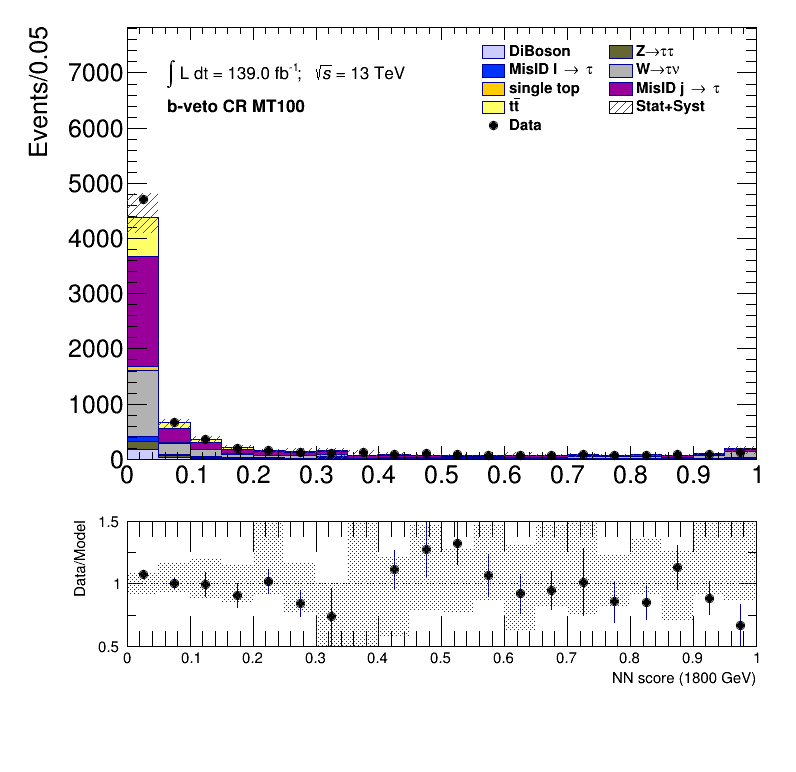 Events/0.05
7000
6000
5000
4000
3000
2000
1000
0
∫ L dt = 139.0 fb⁻¹; √s = 13 TeV
b-veto CR MT100
DiBoson
MisID l → τ
single top
tt̄
Data
Z→ττ
W→τν
MisID j → τ
Stat+Syst
0 0.1 0.2 0.3 0.4 0.5 0.6 0.7 0.8 0.9 1
Data/Model
1.5
1
0.5
0 0.1 0.2 0.3 0.4 0.5 0.6 0.7 0.8 0.9 1
NN score (1800 GeV)